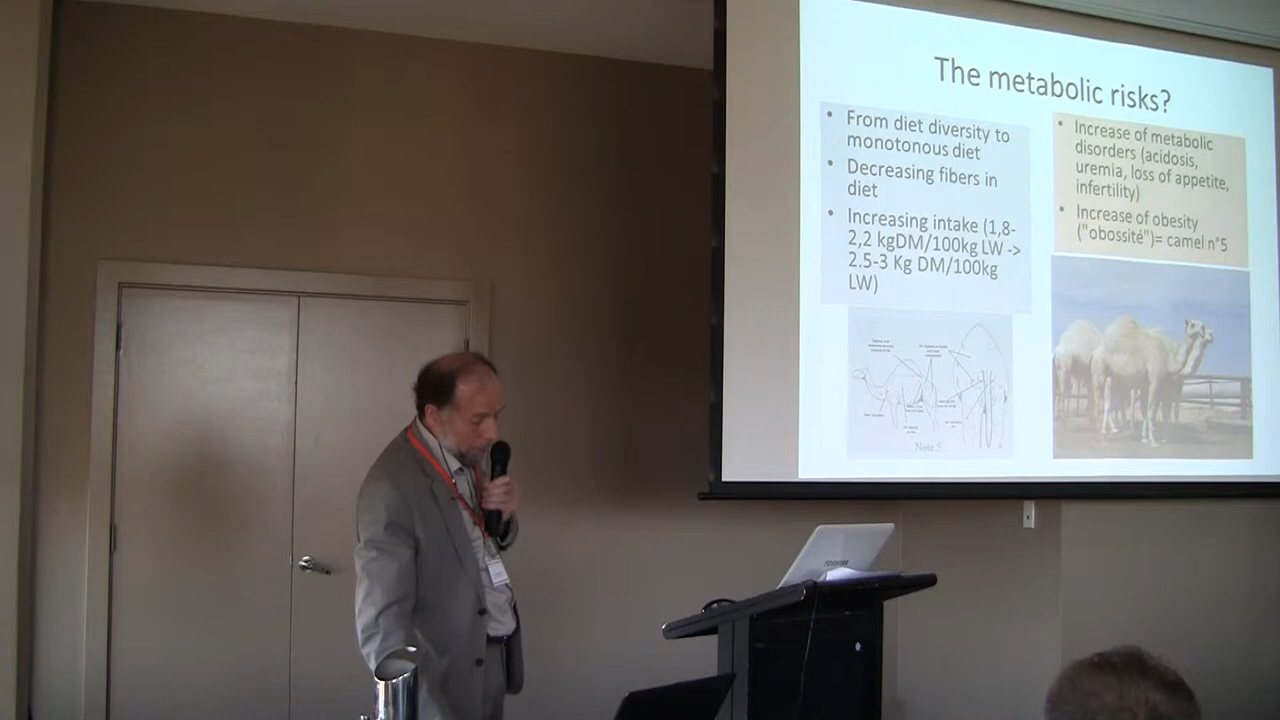 The metabolic risks?
• From diet diversity to
monotonous diet
• Decreasing fibers in
diet
• Increasing intake (1,8-
2,2 kgDM/100kg LW ->
2.5-3 Kg DM/100kg
LW)
• Increase of metabolic
disorders (acidosis,
uremia, loss of appetite,
infertility)
• Increase of obesity
("obossité")= camel n°5
Note 5
TOSHIBA